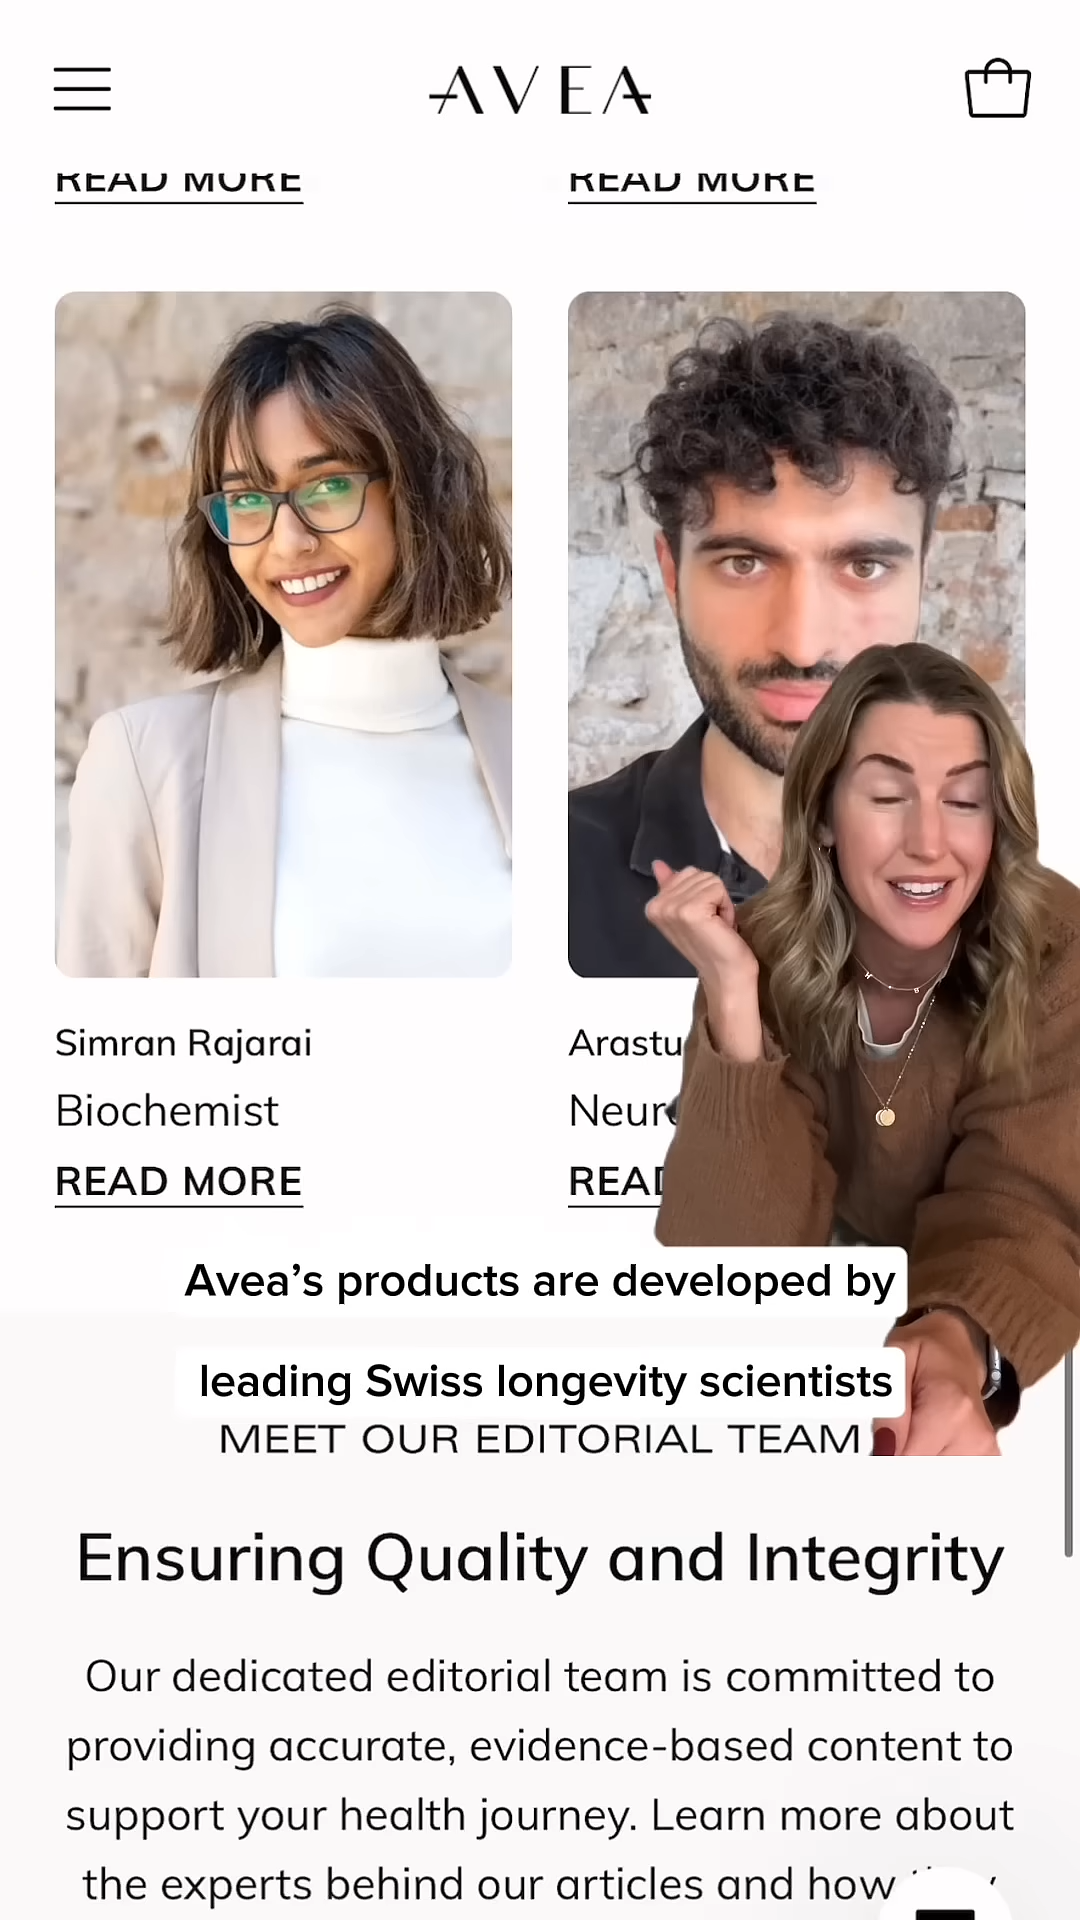 AVEA
READ MORE
READ MORE
Simran Rajarai
Biochemist
READ MORE
Avea’s products are developed by
leading Swiss longevity scientists
MEET OUR EDITORIAL TEAM
Ensuring Quality and Integrity
Our dedicated editorial team is committed to
providing accurate, evidence-based content to
support your health journey. Learn more about
the experts behind our articles and how